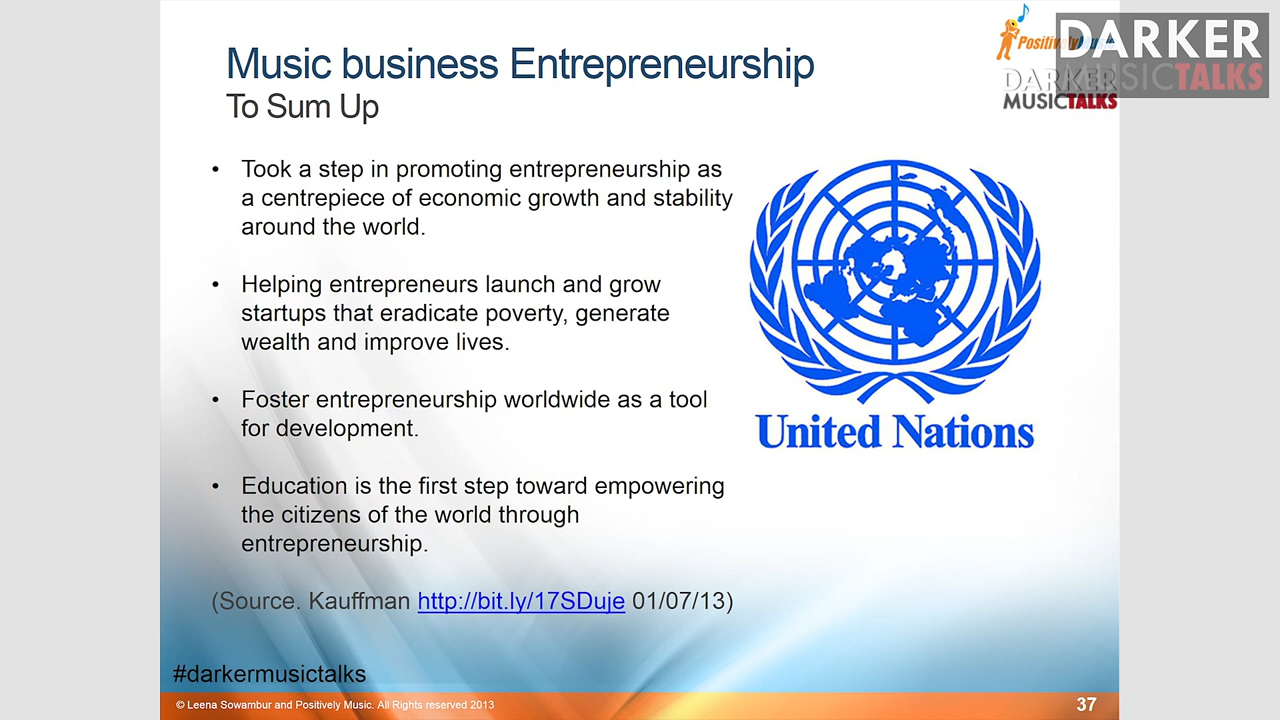 Music business Entrepreneurship
To Sum Up
DARKER
MUSICTALKS
DARKER
MUSICTALKS
• Took a step in promoting entrepreneurship as
a centrepiece of economic growth and stability
around the world.
• Helping entrepreneurs launch and grow
startups that eradicate poverty, generate
wealth and improve lives.
• Foster entrepreneurship worldwide as a tool
for development.
• Education is the first step toward empowering
the citizens of the world through
entrepreneurship.
(Source. Kauffman http://bit.ly/17SDuje 01/07/13)
United Nations
#darkermusictalks
© Leena Sowambur and Positively Music. All Rights reserved 2013
37